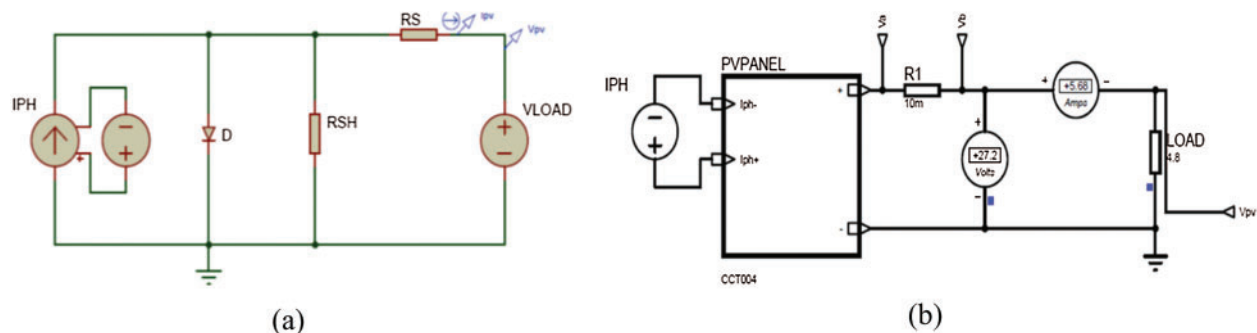 RS
Ipv
Vpv
IPH
D
RSH
VLOAD
+
-
+
(a)
PVPANEL
R1
10m
Iph-
Iph+
+
-
CCT004
+
+27.2
Volts
-
+
+5.68
Amps
-
LOAD
4.8
Vpv
(b)